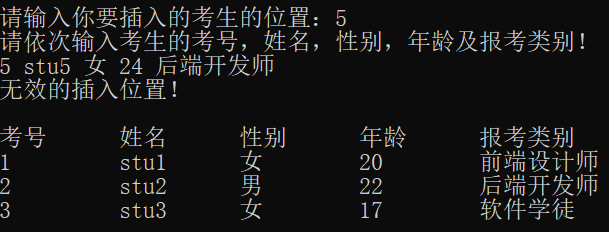 请输入你要插入的考生的位置：5
请依次输入考生的考号，姓名，性别，年龄及报考类别！
5 stu5 女 24 后端开发师
无效的插入位置！
考号 姓名 性别 年龄 报考类别
1 stu1 女 20 前端设计师
2 stu2 男 22 后端开发师
3 stu3 女 17 软件学徒